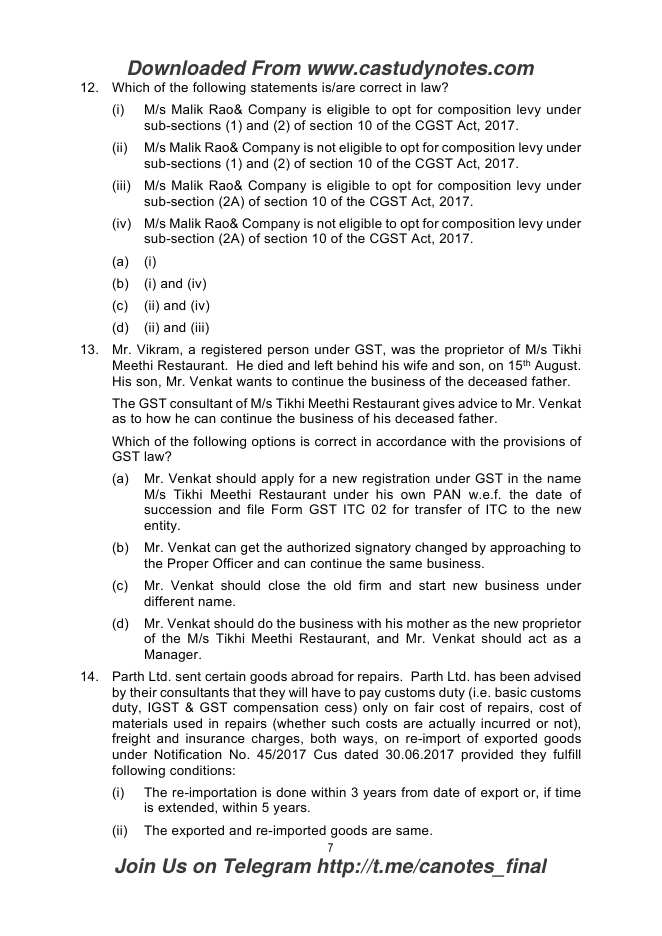 Downloaded From www.castudynotes.com
12. Which of the following statements is/are correct in law?
(i) M/s Malik Rao& Company is eligible to opt for composition levy under
sub-sections (1) and (2) of section 10 of the CGST Act, 2017.
(ii) M/s Malik Rao& Company is not eligible to opt for composition levy under
sub-sections (1) and (2) of section 10 of the CGST Act, 2017.
(iii) M/s Malik Rao& Company is eligible to opt for composition levy under
sub-section (2A) of section 10 of the CGST Act, 2017.
(iv) M/s Malik Rao& Company is not eligible to opt for composition levy under
sub-section (2A) of section 10 of the CGST Act, 2017.
(a) (i)
(b) (i) and (iv)
(c) (ii) and (iv)
(d) (ii) and (iii)
13. Mr. Vikram, a registered person under GST, was the proprietor of M/s Tikhi
Meethi Restaurant. He died and left behind his wife and son, on 15th August.
His son, Mr. Venkat wants to continue the business of the deceased father.
The GST consultant of M/s Tikhi Meethi Restaurant gives advice to Mr. Venkat
as to how he can continue the business of his deceased father.
Which of the following options is correct in accordance with the provisions of
GST law?
(a) Mr. Venkat should apply for a new registration under GST in the name
M/s Tikhi Meethi Restaurant under his own PAN w.e.f. the date of
succession and file Form GST ITC 02 for transfer of ITC to the new
entity.
(b) Mr. Venkat can get the authorized signatory changed by approaching to
the Proper Officer and can continue the same business.
(c) Mr. Venkat should close the old firm and start new business under
different name.
(d) Mr. Venkat should do the business with his mother as the new proprietor
of the M/s Tikhi Meethi Restaurant, and Mr. Venkat should act as a
Manager.
14. Parth Ltd. sent certain goods abroad for repairs. Parth Ltd. has been advised
by their consultants that they will have to pay customs duty (i.e. basic customs
duty, IGST & GST compensation cess) only on fair cost of repairs, cost of
materials used in repairs (whether such costs are actually incurred or not),
freight and insurance charges, both ways, on re-import of exported goods
under Notification No. 45/2017 Cus dated 30.06.2017 provided they fulfill
following conditions:
(i) The re-importation is done within 3 years from date of export or, if time
is extended, within 5 years.
(ii) The exported and re-imported goods are same.
7
Join Us on Telegram http://t.me/canotes_final